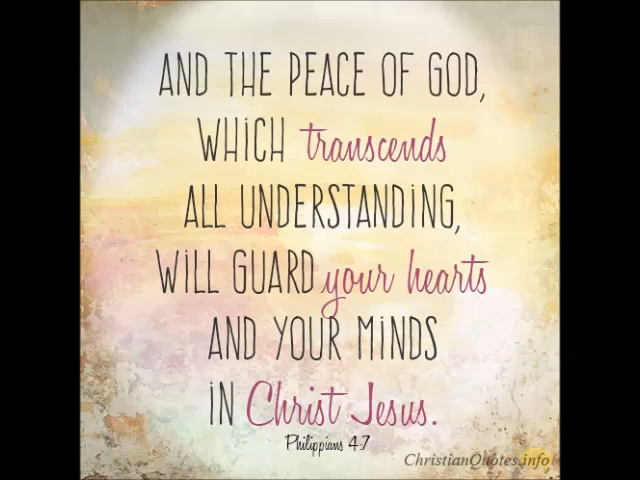 AND THE PEACE OF GOD,
WHiCH transcends
ALL UNDERSTANDiNG,
WiLL GUARD your hearts
AND YOUR MiNDS
iN Christ Jesus.
Philippians 4:7
ChristianQuotes.info